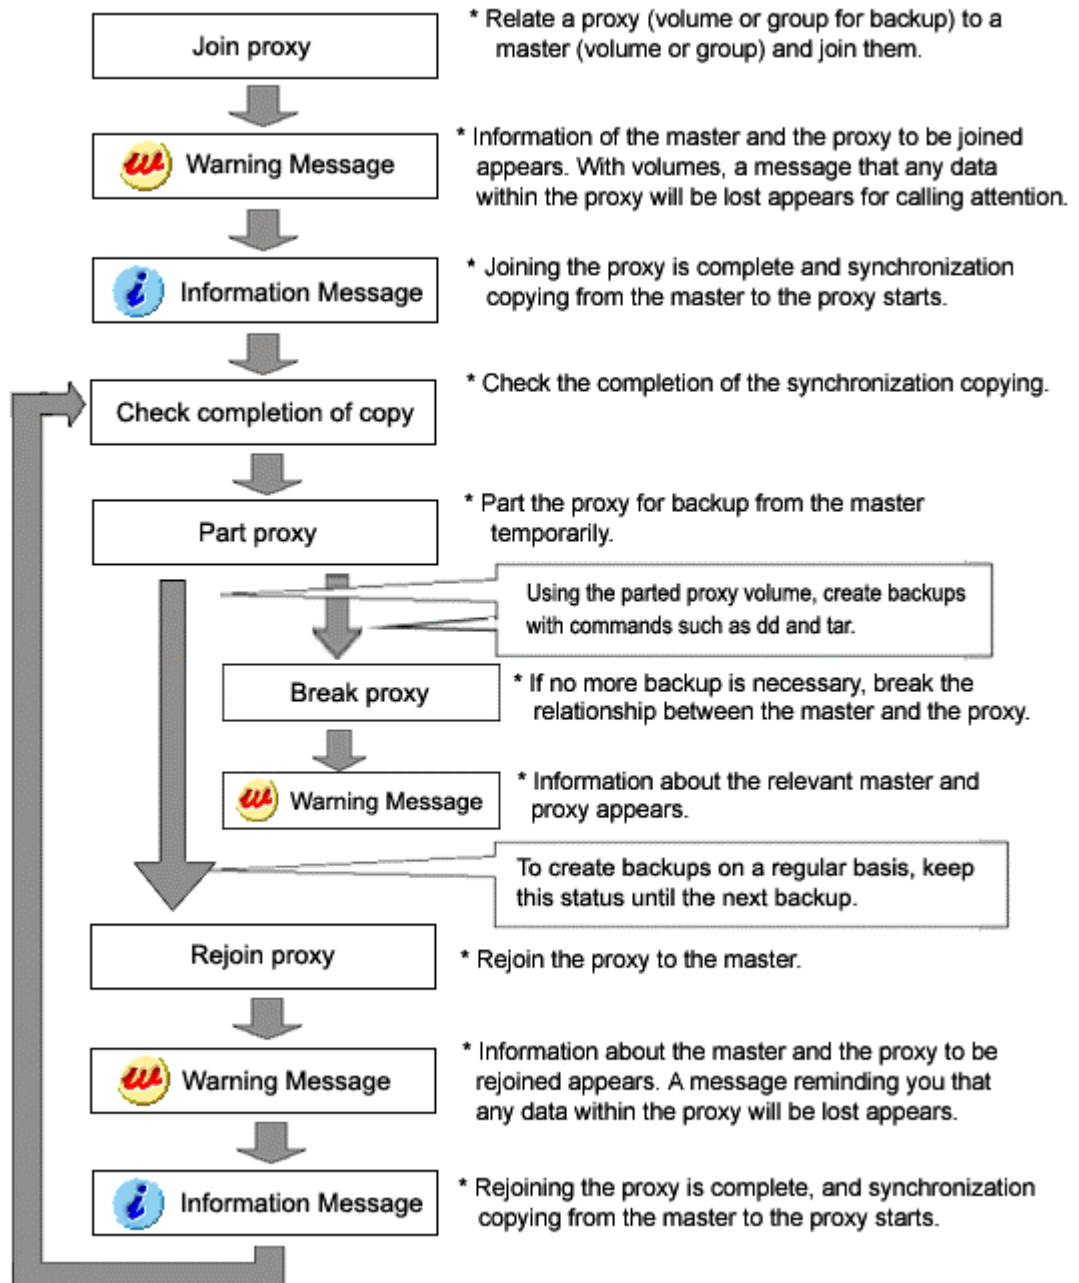 Join proxy
* Relate a proxy (volume or group for backup) to a
master (volume or group) and join them.
Warning Message
* Information of the master and the proxy to be joined
appears. With volumes, a message that any data
within the proxy will be lost appears for calling attention.
Information Message
* Joining the proxy is complete and synchronization
copying from the master to the proxy starts.
Check completion of copy
* Check the completion of the synchronization copying.
Part proxy
* Part the proxy for backup from the master
temporarily.
Using the parted proxy volume, create backups
with commands such as dd and tar.
Break proxy
* If no more backup is necessary, break the
relationship between the master and the proxy.
Warning Message
* Information about the relevant master and
proxy appears.
To create backups on a regular basis, keep
this status until the next backup.
Rejoin proxy
* Rejoin the proxy to the master.
Warning Message
* Information about the master and the proxy to be
rejoined appears. A message reminding you that
any data within the proxy will be lost appears.
Information Message
* Rejoining the proxy is complete, and synchronization
copying from the master to the proxy starts.